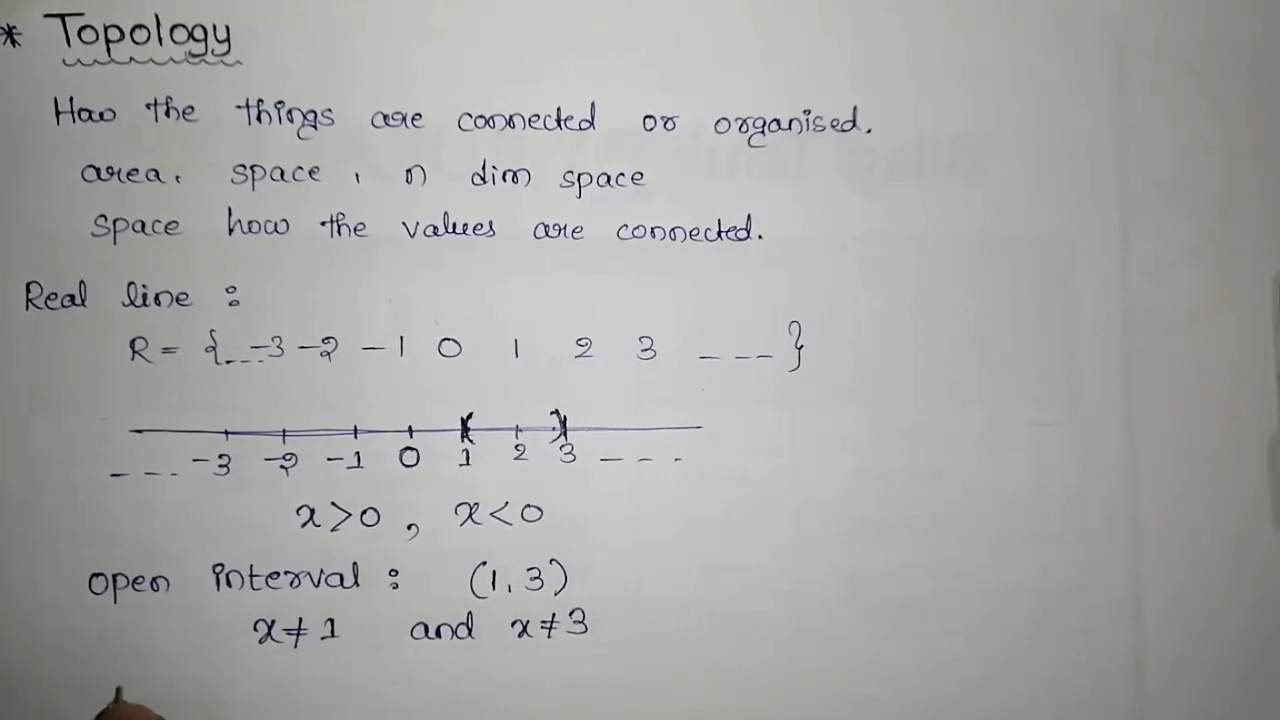 * Topology
How the things are connected or organised.
area, space, n dim space
space how the values are connected.
Real line :
R = {...-3 -2 -1 0 1 2 3 ---}
--- -3 -2 -1 0 1 2 3 ---
x>0, x<0
open interval : (1,3)
x≠1 and x≠3